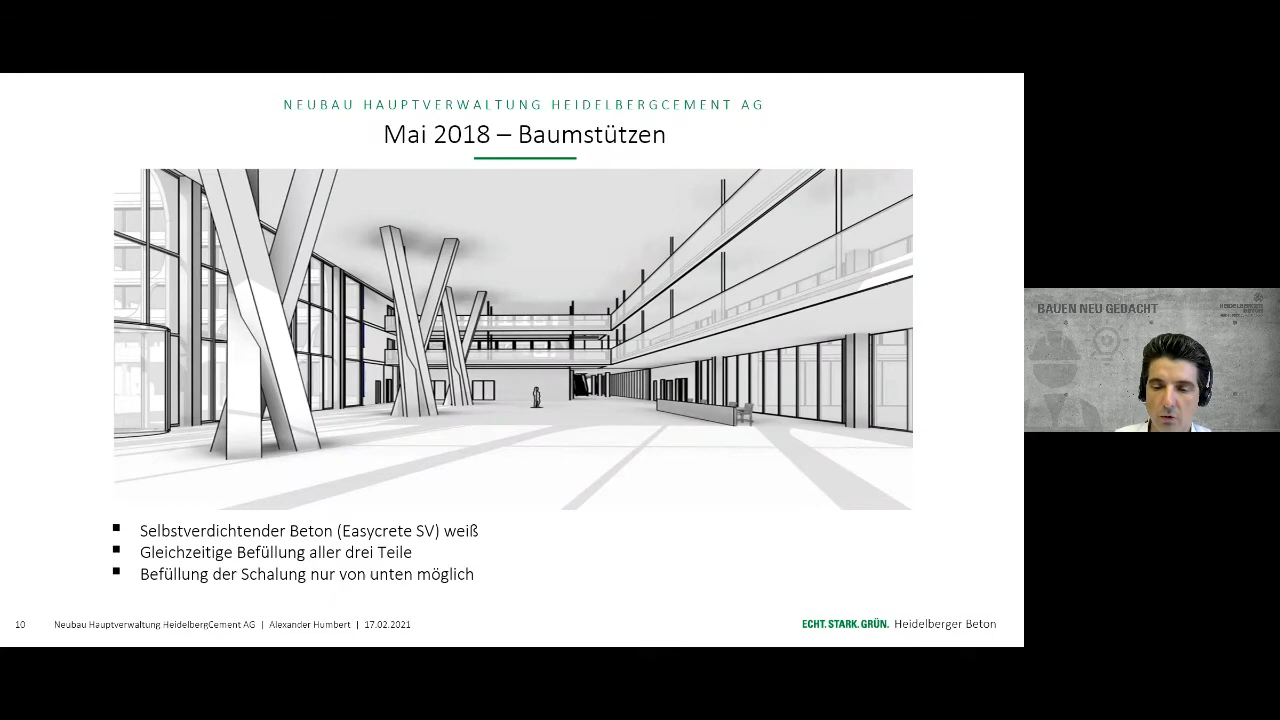 NEUBAU HAUPTVERWALTUNG HEIDELBERGCEMENT AG
Mai 2018 – Baumstützen
▪ Selbstverdichtender Beton (Easycrete SV) weiß
▪ Gleichzeitige Befüllung aller drei Teile
▪ Befüllung der Schalung nur von unten möglich
10 Neubau Hauptverwaltung HeidelbergCement AG | Alexander Humbert | 17.02.2021
ECHT. STARK. GRÜN. Heidelberger Beton
BAUEN NEU GEDACHT